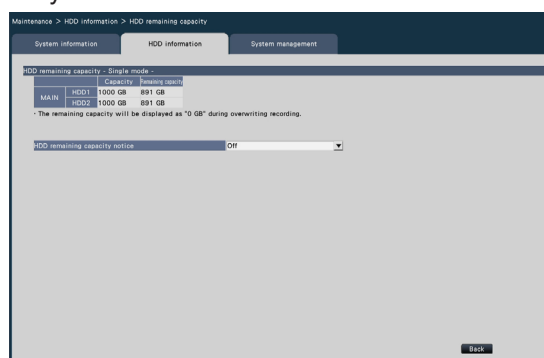 Maintenance > HDD information > HDD remaining capacity
System information HDD information System management
HDD remaining capacity - Single mode -
Capacity Remaining capacity
MAIN HDD1 1000 GB 891 GB
HDD2 1000 GB 891 GB
- The remaining capacity will be displayed as "0 GB" during overwriting recording.
HDD remaining capacity notice Off
Back